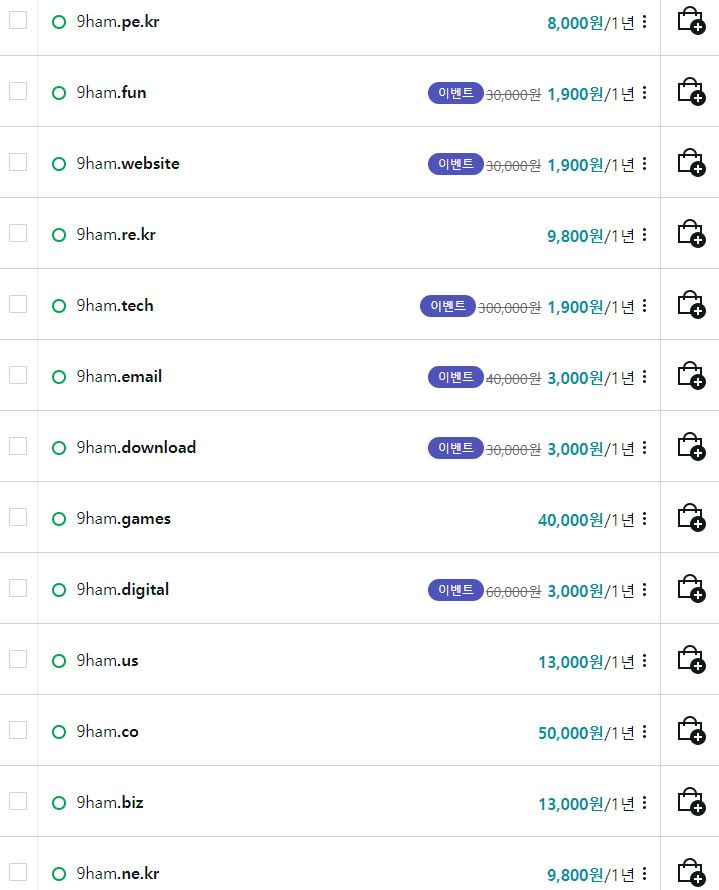 9ham.pe.kr 8,000원/1년
9ham.fun 이벤트 30,000원 1,900원/1년
9ham.website 이벤트 30,000원 1,900원/1년
9ham.re.kr 9,800원/1년
9ham.tech 이벤트 300,000원 1,900원/1년
9ham.email 이벤트 40,000원 3,000원/1년
9ham.download 이벤트 30,000원 3,000원/1년
9ham.games 40,000원/1년
9ham.digital 이벤트 60,000원 3,000원/1년
9ham.us 13,000원/1년
9ham.co 50,000원/1년
9ham.biz 13,000원/1년
9ham.ne.kr 9,800원/1년